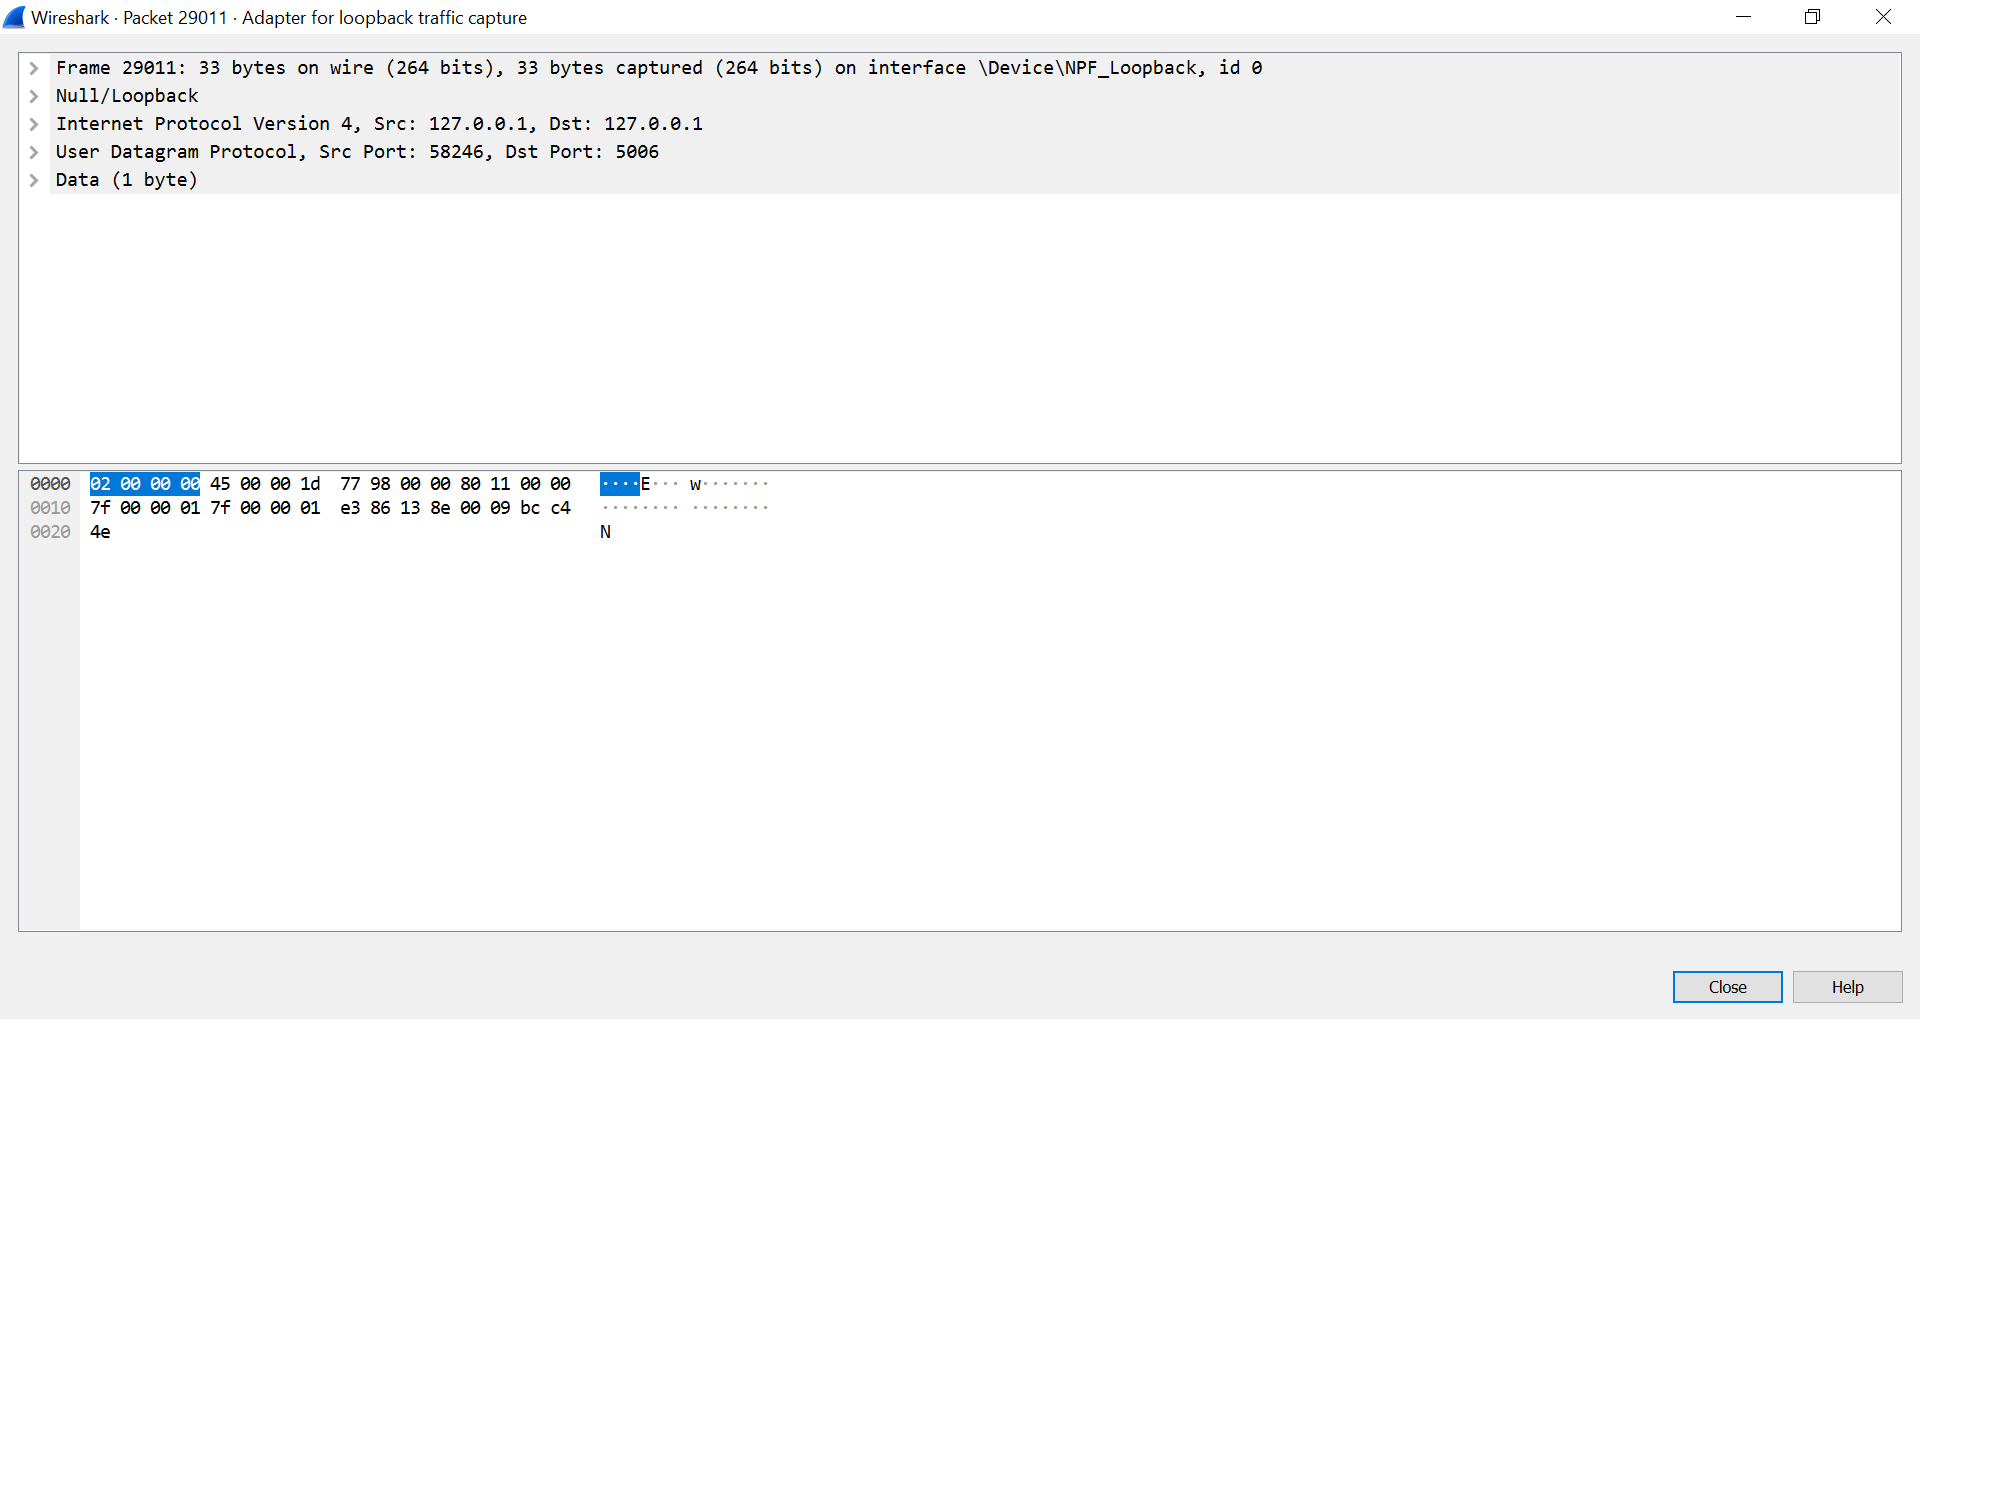 Wireshark · Packet 29011 · Adapter for loopback traffic capture
Frame 29011: 33 bytes on wire (264 bits), 33 bytes captured (264 bits) on interface \Device\NPF_Loopback, id 0
Null/Loopback
Internet Protocol Version 4, Src: 127.0.0.1, Dst: 127.0.0.1
User Datagram Protocol, Src Port: 58246, Dst Port: 5006
Data (1 byte)
0000 02 00 00 00 45 00 00 1d 77 98 00 00 80 11 00 00 ····E··· w·······
0010 7f 00 00 01 7f 00 00 01 e3 86 13 8e 00 09 bc c4 ········ ········
0020 4e N
Close Help